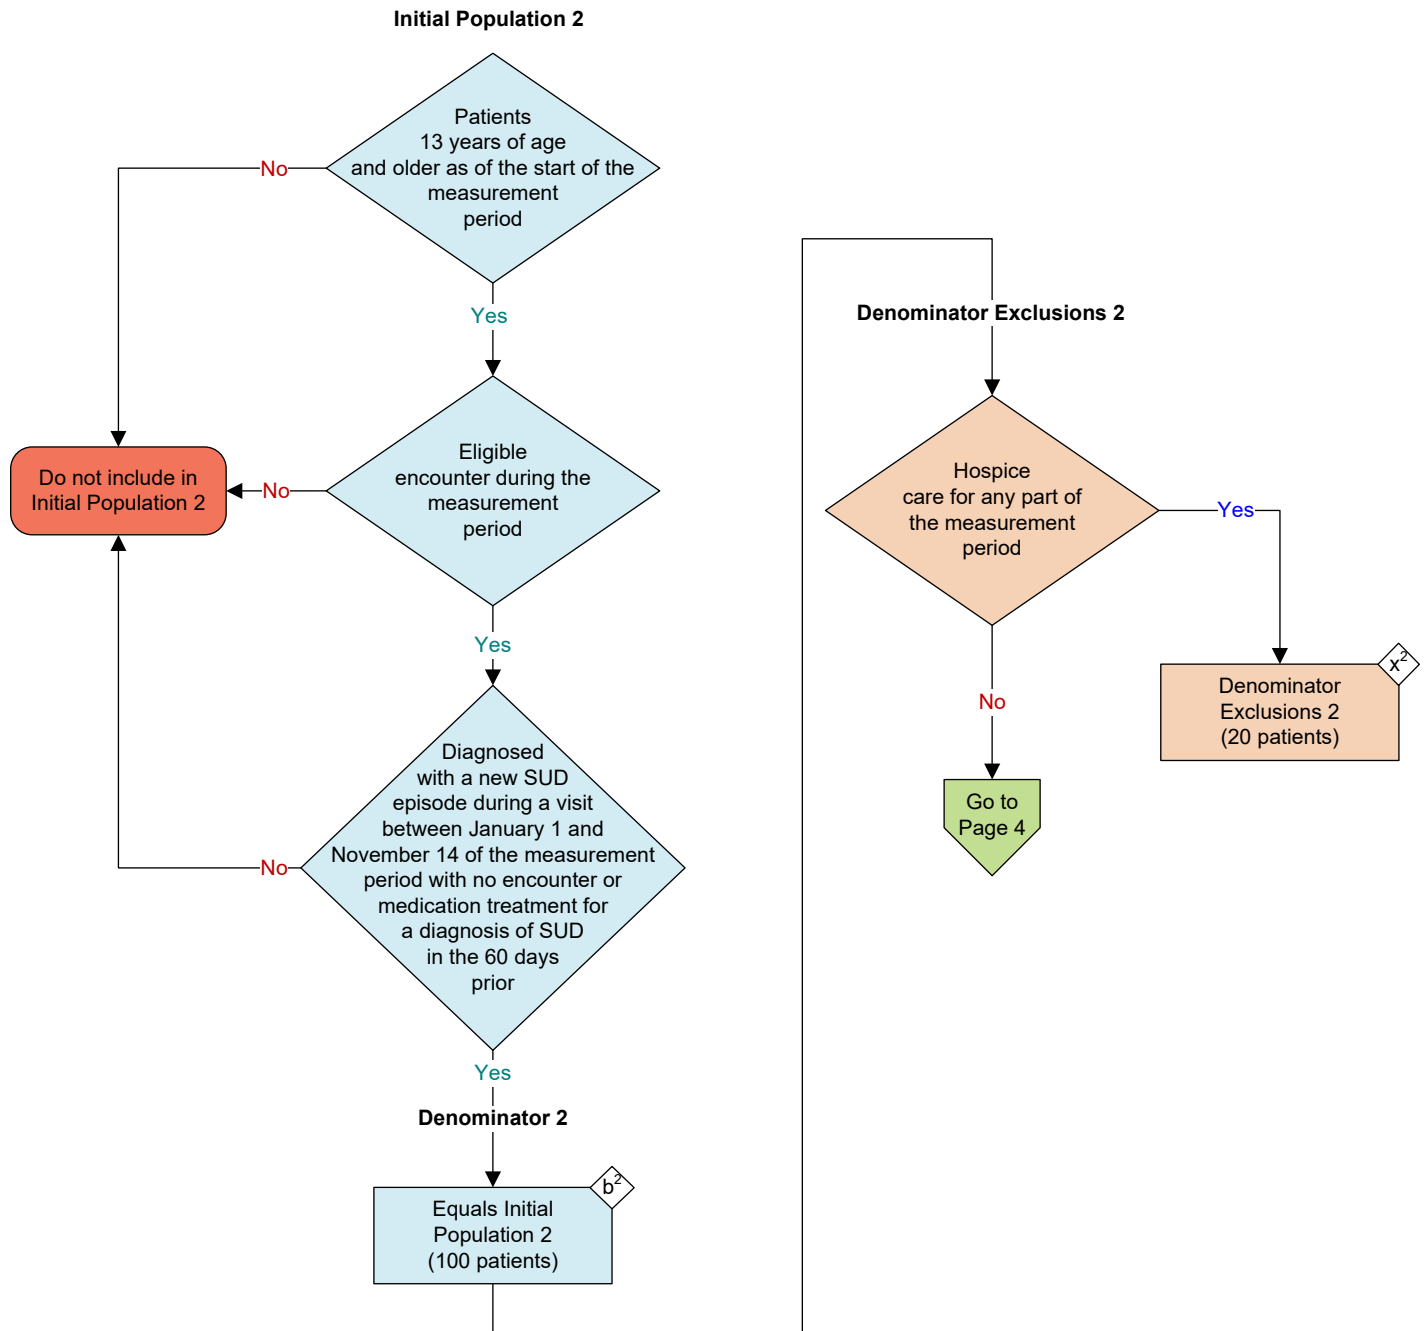 Initial Population 2
Patients
13 years of age
and older as of the start of the
measurement
period
No
Yes
Eligible
encounter during the
measurement
period
No
Do not include in
Initial Population 2
Yes
Diagnosed
with a new SUD
episode during a visit
between January 1 and
November 14 of the measurement
period with no encounter or
medication treatment for
a diagnosis of SUD
in the 60 days
prior
No
Yes
Denominator 2
b²
Equals Initial
Population 2
(100 patients)
Denominator Exclusions 2
Hospice
care for any part of
the measurement
period
Yes
x²
Denominator
Exclusions 2
(20 patients)
No
Go to
Page 4